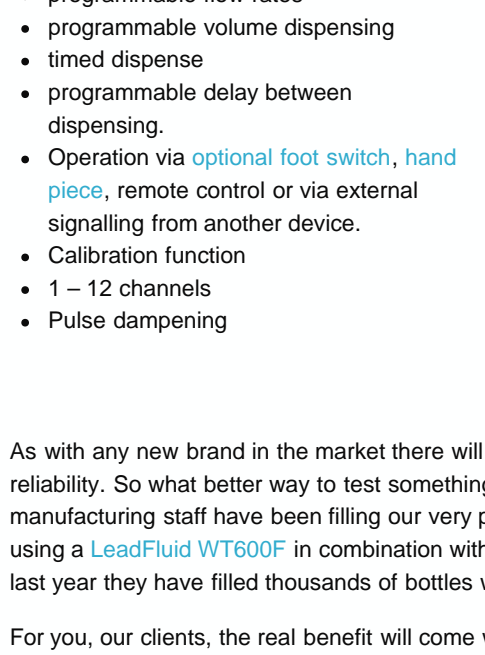 programmable flow rates
programmable volume dispensing
timed dispense
programmable delay between
dispensing.
Operation via optional foot switch, hand
piece, remote control or via external
signalling from another device.
Calibration function
1 – 12 channels
Pulse dampening
As with any new brand in the market there will
reliability. So what better way to test something
manufacturing staff have been filling our very
using a LeadFluid WT600F in combination with
last year they have filled thousands of bottles
For you, our clients, the real benefit will come